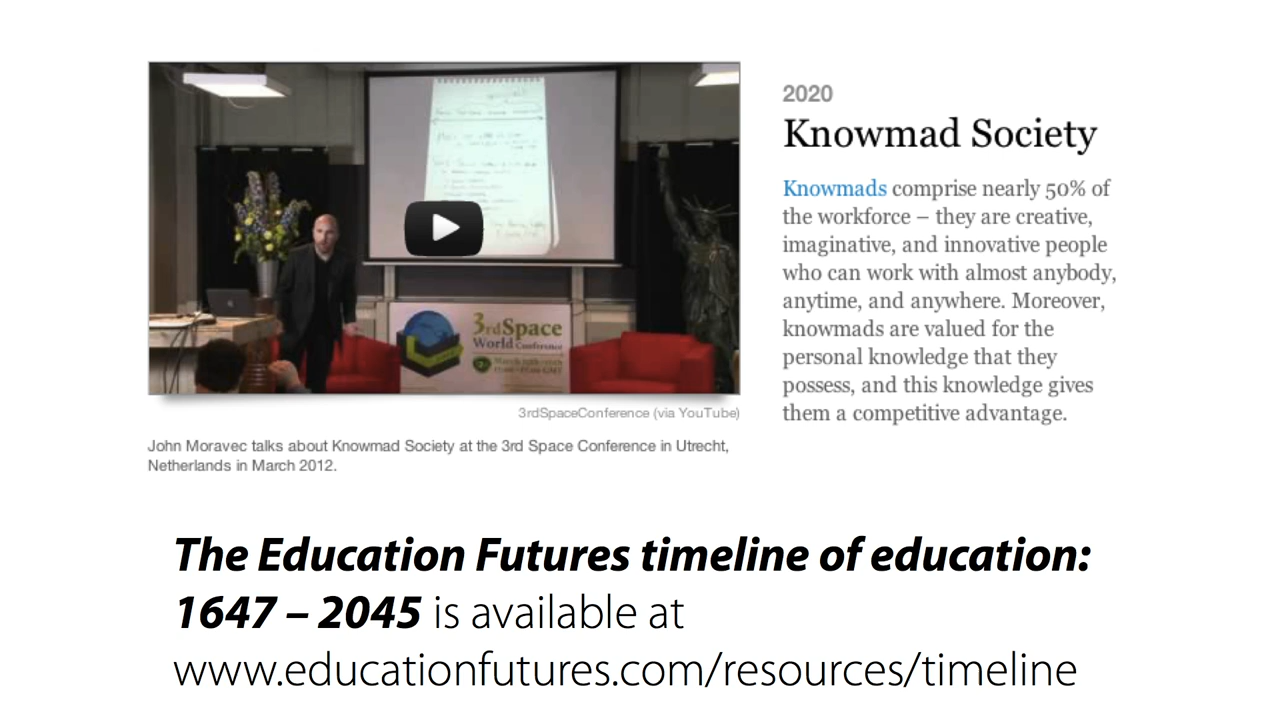 3rdSpace
World Conference
2020
Knowmad Society
Knowmads comprise nearly 50% of
the workforce – they are creative,
imaginative, and innovative people
who can work with almost anybody,
anytime, and anywhere. Moreover,
knowmads are valued for the
personal knowledge that they
possess, and this knowledge gives
them a competitive advantage.
3rdSpaceConference (via YouTube)
John Moravec talks about Knowmad Society at the 3rd Space Conference in Utrecht,
Netherlands in March 2012.
The Education Futures timeline of education:
1647 – 2045 is available at
www.educationfutures.com/resources/timeline